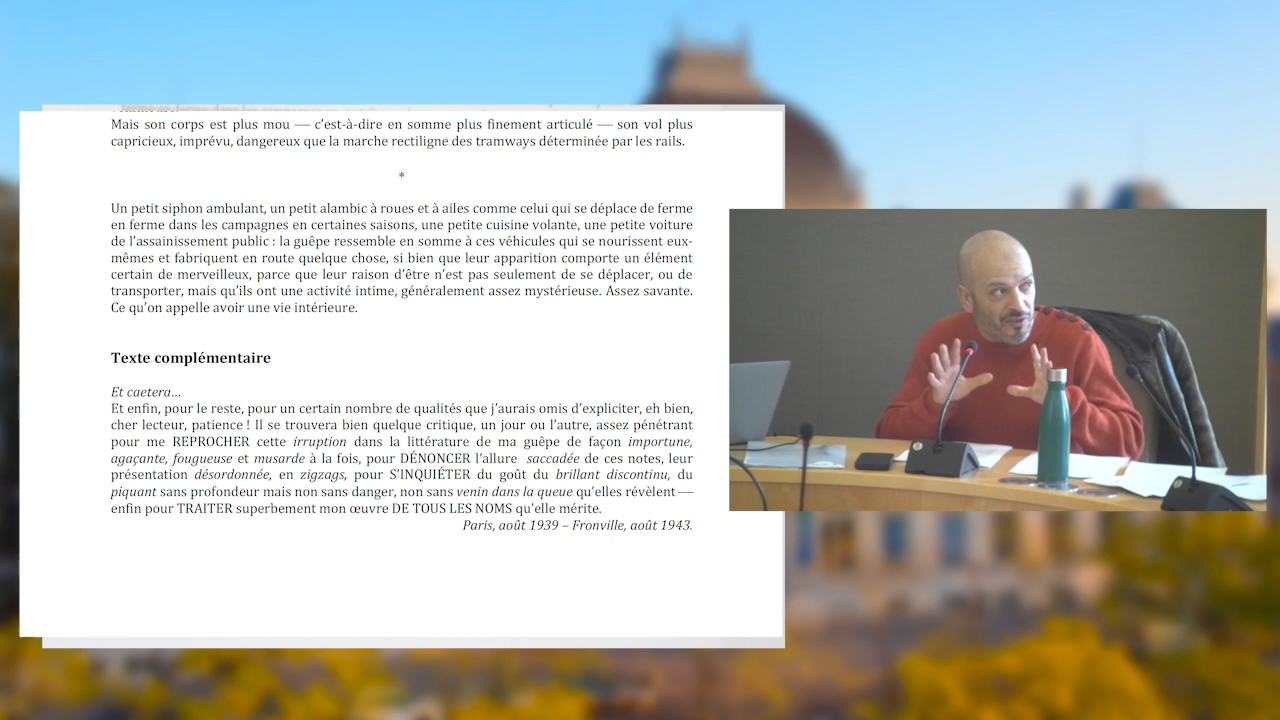 Mais son corps est plus mou — c’est-à-dire en somme plus finement articulé — son vol plus
capricieux, imprévu, dangereux que la marche rectiligne des tramways déterminée par les rails.
*
Un petit siphon ambulant, un petit alambic à roues et à ailes comme celui qui se déplace de ferme
en ferme dans les campagnes en certaines saisons, une petite cuisine volante, une petite voiture
de l’assainissement public : la guêpe ressemble en somme à ces véhicules qui se nourissent eux-
mêmes et fabriquent en route quelque chose, si bien que leur apparition comporte un élément
certain de merveilleux, parce que leur raison d’être n’est pas seulement de se déplacer, ou de
transporter, mais qu’ils ont une activité intime, généralement assez mystérieuse. Assez savante.
Ce qu’on appelle avoir une vie intérieure.
Texte complémentaire
Et caetera…
Et enfin, pour le reste, pour un certain nombre de qualités que j’aurais omis d’expliciter, eh bien,
cher lecteur, patience ! Il se trouvera bien quelque critique, un jour ou l’autre, assez pénétrant
pour me REPROCHER cette irruption dans la littérature de ma guêpe de façon importune,
agaçante, fougueuse et musarde à la fois, pour DÉNONCER l’allure saccadée de ces notes, leur
présentation désordonnée, en zigzags, pour S’INQUIÉTER du goût du brillant discontinu, du
piquant sans profondeur mais non sans danger, non sans venin dans la queue qu’elles révèlent —
enfin pour TRAITER superbement mon œuvre DE TOUS LES NOMS qu’elle mérite.
Paris, août 1939 – Fronville, août 1943.